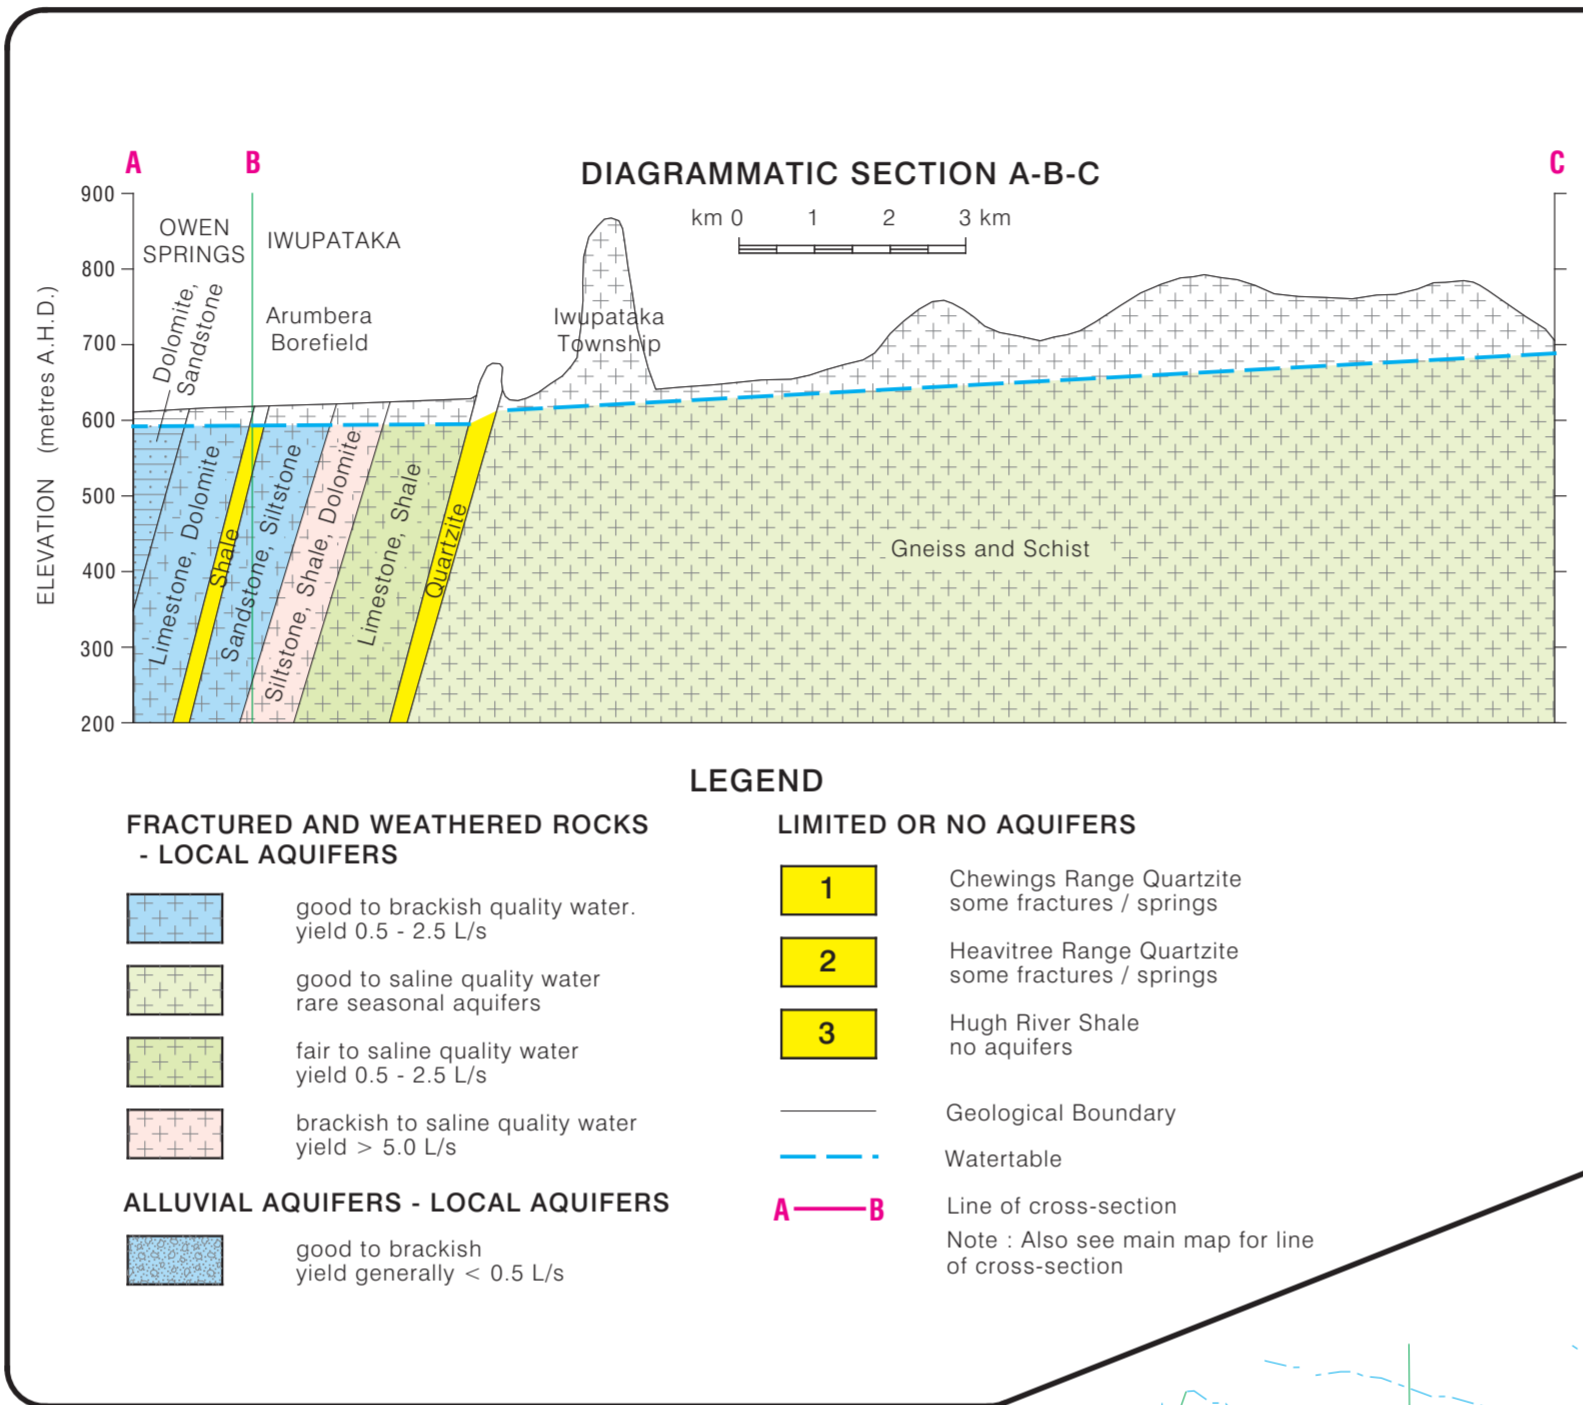 A
B
DIAGRAMMATIC SECTION A-B-C
C
km 0 1 2 3 km
900
800
700
600
500
400
300
200
ELEVATION (metres A.H.D.)
OWEN
SPRINGS
IWUPATAKA
Dolomite,
Sandstone
Arumbera
Borefield
Iwupataka
Township
Limestone, Dolomite
Shale
Sandstone, Siltstone
Siltstone, Shale, Dolomite
Limestone, Shale
Quartzite
Gneiss and Schist
LEGEND
FRACTURED AND WEATHERED ROCKS
- LOCAL AQUIFERS
good to brackish quality water.
yield 0.5 - 2.5 L/s
good to saline quality water
rare seasonal aquifers
fair to saline quality water
yield 0.5 - 2.5 L/s
brackish to saline quality water
yield > 5.0 L/s
ALLUVIAL AQUIFERS - LOCAL AQUIFERS
good to brackish
yield generally < 0.5 L/s
LIMITED OR NO AQUIFERS
1
Chewings Range Quartzite
some fractures / springs
2
Heavitree Range Quartzite
some fractures / springs
3
Hugh River Shale
no aquifers
Geological Boundary
Watertable
A B
Line of cross-section
Note : Also see main map for line
of cross-section